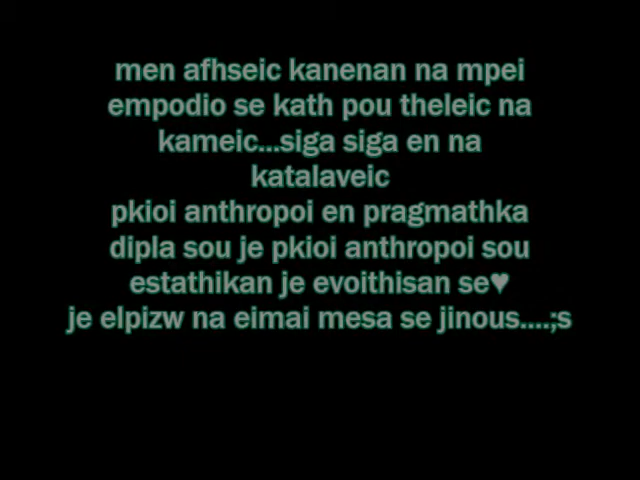 men afhseic kanenan na mpei
empodio se kath pou theleic na
kameic...siga siga en na
katalaveic
pkioi anthropoi en pragmathka
dipla sou je pkioi anthropoi sou
estathikan je evoithisan se♥
je elpizw na eimai mesa se jinous....;s